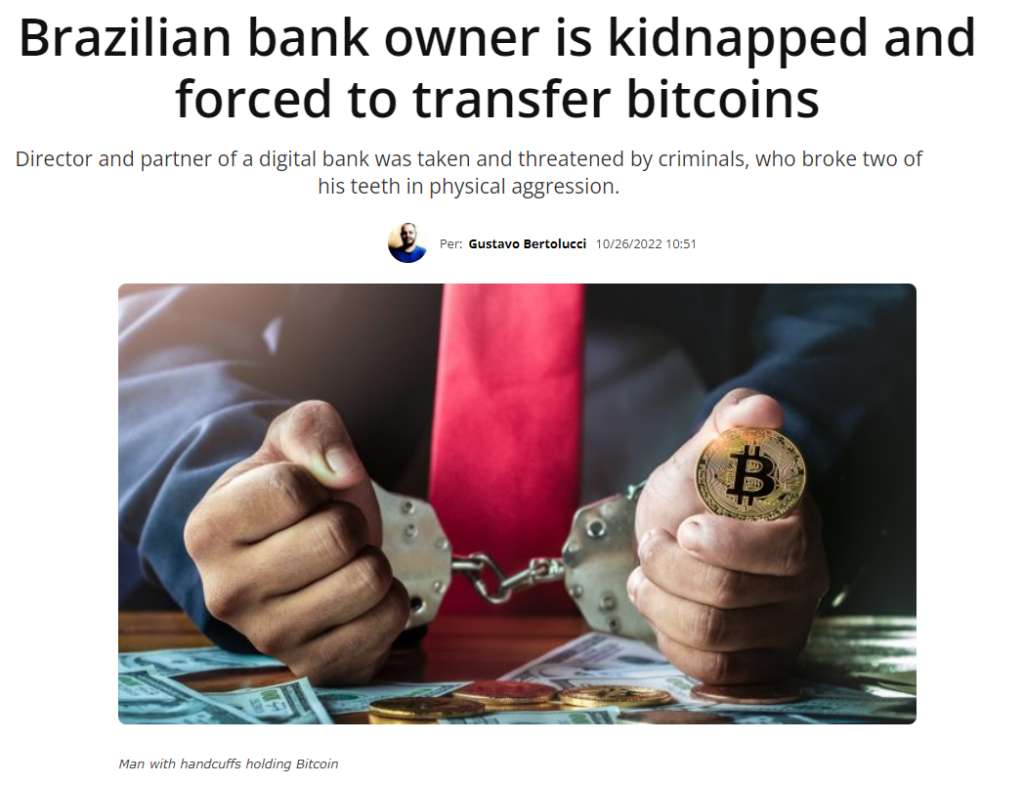 Brazilian bank owner is kidnapped and
forced to transfer bitcoins
Director and partner of a digital bank was taken and threatened by criminals, who broke two of
his teeth in physical aggression.
Per: Gustavo Bertolucci 10/26/2022 10:51
Man with handcuffs holding Bitcoin